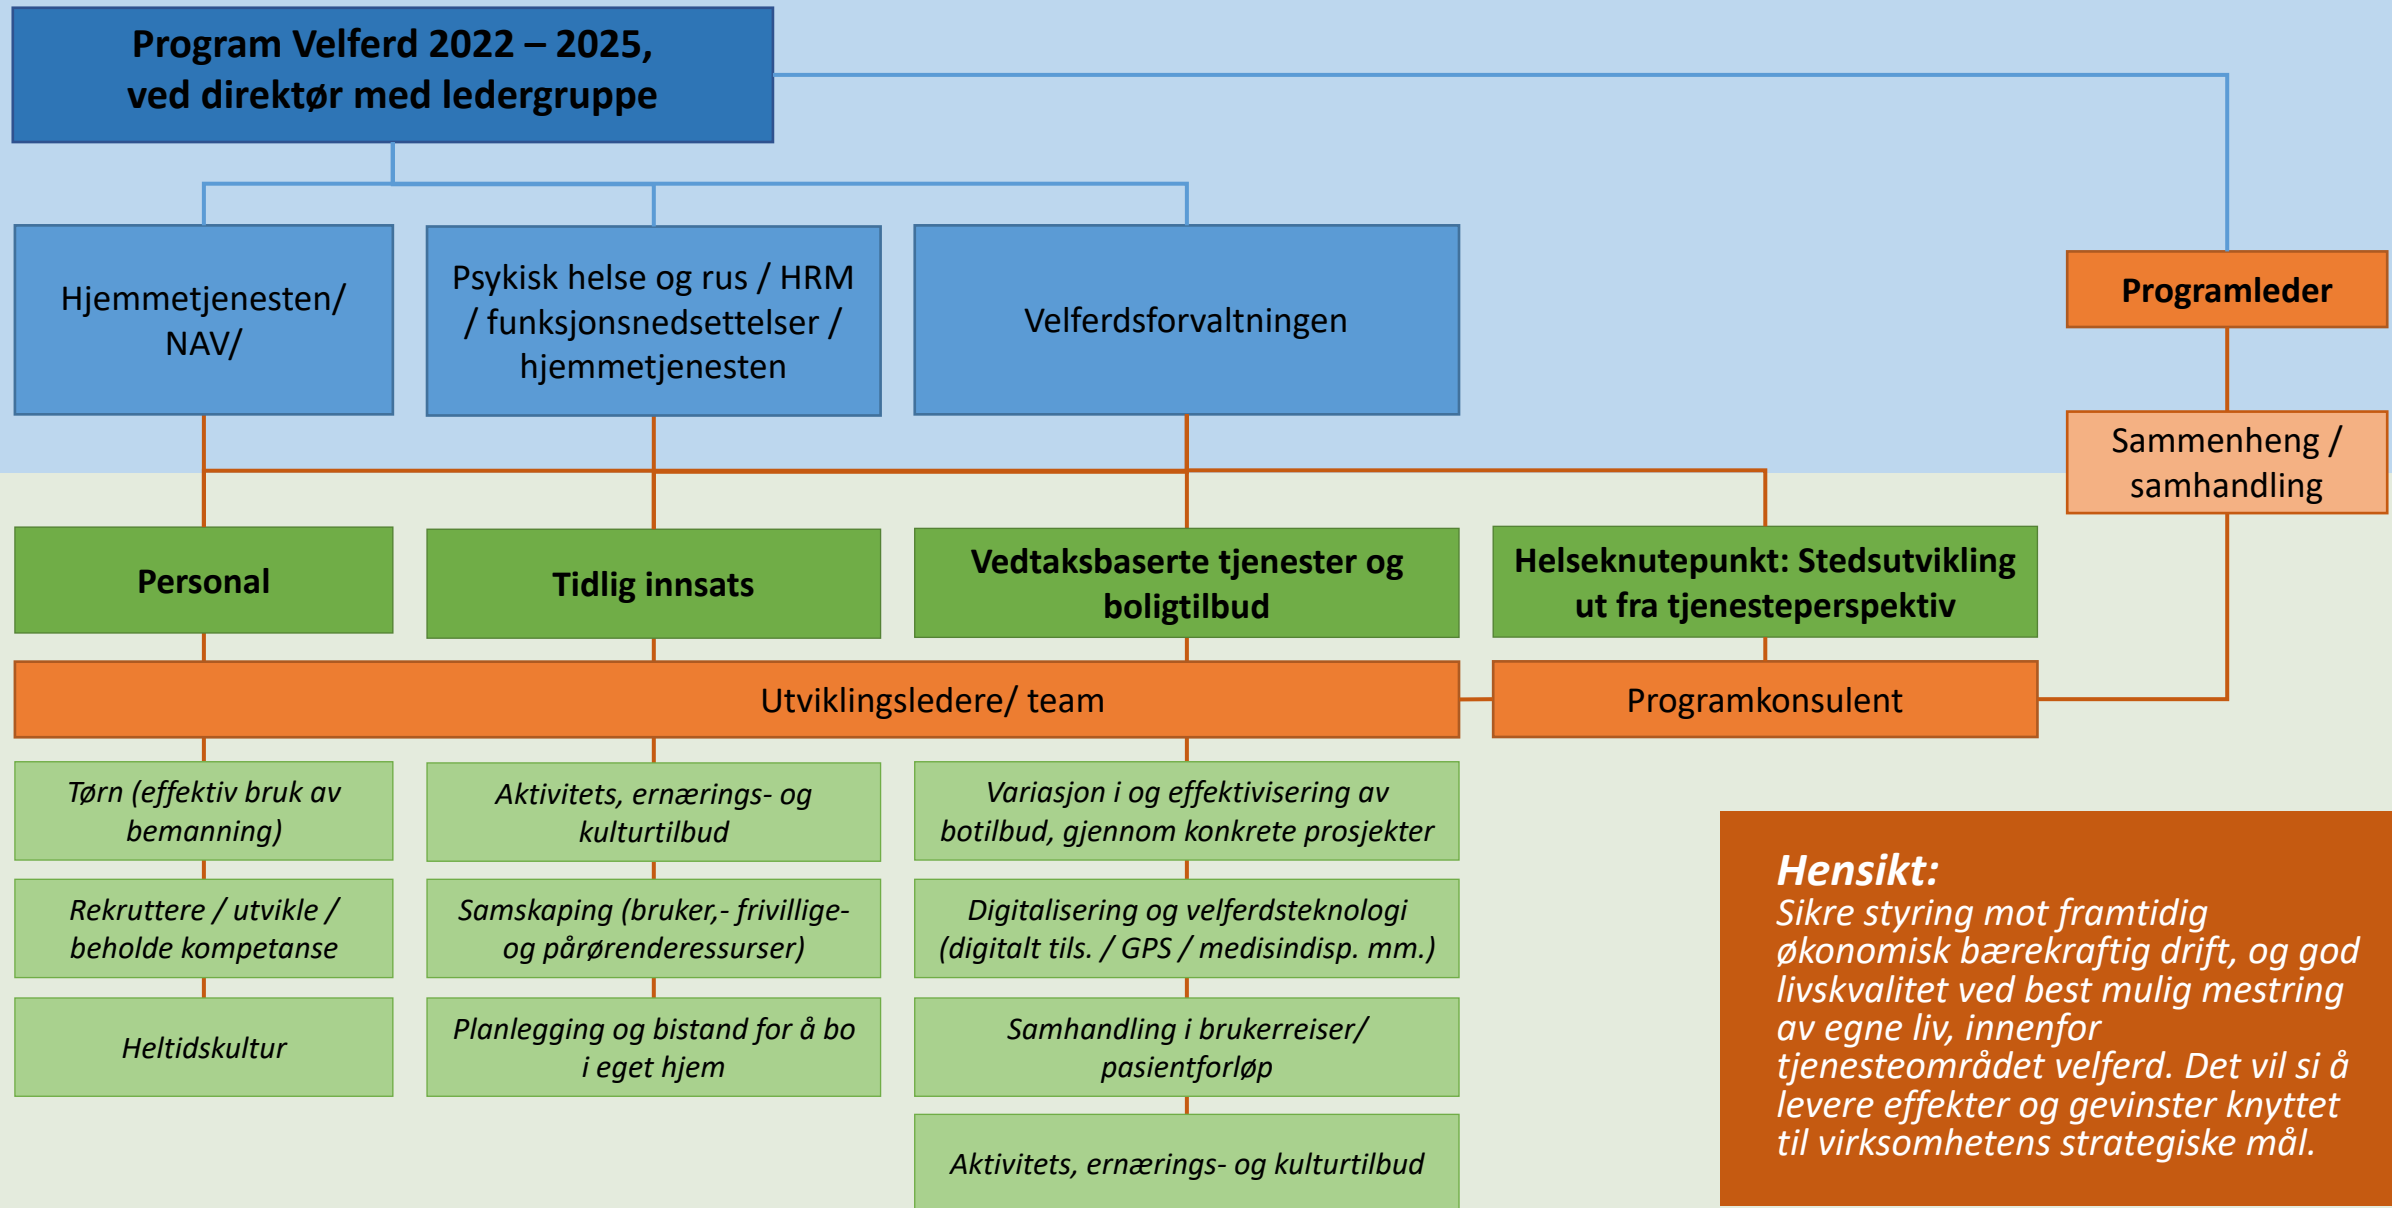 Program Velferd 2022 – 2025,
ved direktør med ledergruppe
Hjemmetjenesten/
NAV/
Psykisk helse og rus / HRM
/ funksjonsnedsettelser /
hjemmetjenesten
Velferdsforvaltningen
Programleder
Sammenheng /
samhandling
Personal
Tidlig innsats
Vedtaksbaserte tjenester og
boligtilbud
Helseknutepunkt: Stedsutvikling
ut fra tjenesteperspektiv
Utviklingsledere/ team
Programkonsulent
Tørn (effektiv bruk av
bemanning)
Rekruttere / utvikle /
beholde kompetanse
Heltidskultur
Aktivitets, ernærings- og
kulturtilbud
Samskaping (bruker,- frivillige-
og pårørenderessurser)
Planlegging og bistand for å bo
i eget hjem
Variasjon i og effektivisering av
botilbud, gjennom konkrete prosjekter
Digitalisering og velferdsteknologi
(digitalt tils. / GPS / medisindisp. mm.)
Samhandling i brukerreiser/
pasientforløp
Aktivitets, ernærings- og kulturtilbud
Hensikt:
Sikre styring mot framtidig
økonomisk bærekraftig drift, og god
livskvalitet ved best mulig mestring
av egne liv, innenfor
tjenesteområdet velferd. Det vil si å
levere effekter og gevinster knyttet
til virksomhetens strategiske mål.